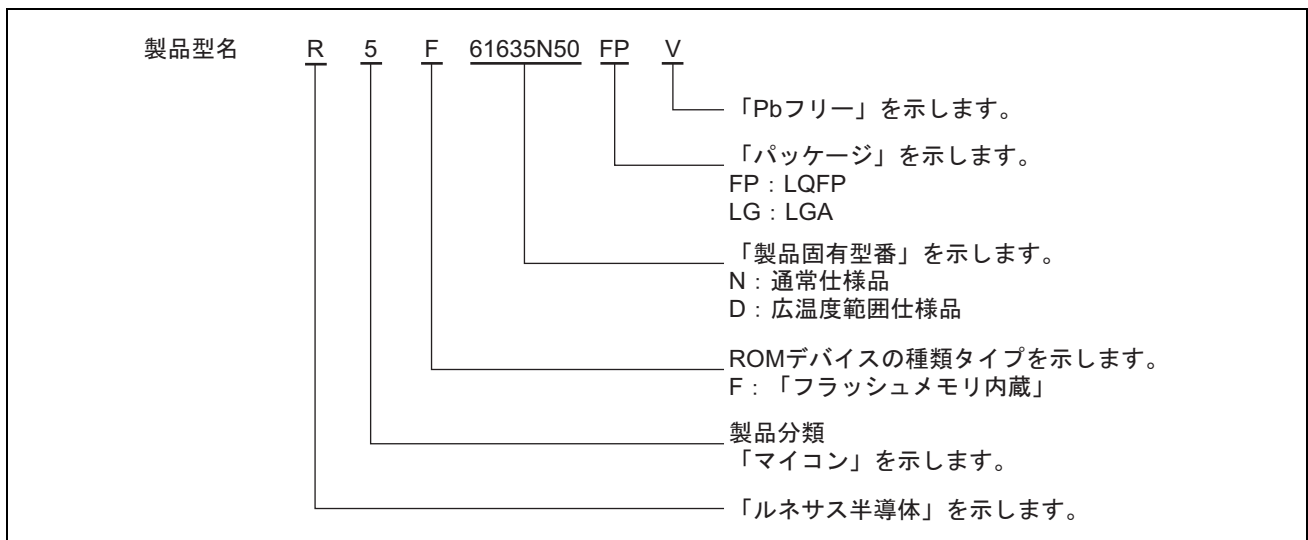 製品型名 R 5 F 61635N50 FP V
「Pbフリー」を示します。
「パッケージ」を示します。
FP：LQFP
LG：LGA
「製品固有型番」を示します。
N：通常仕様品
D：広温度範囲仕様品
ROMデバイスの種類タイプを示します。
F：「フラッシュメモリ内蔵」
製品分類
「マイコン」を示します。
「ルネサス半導体」を示します。